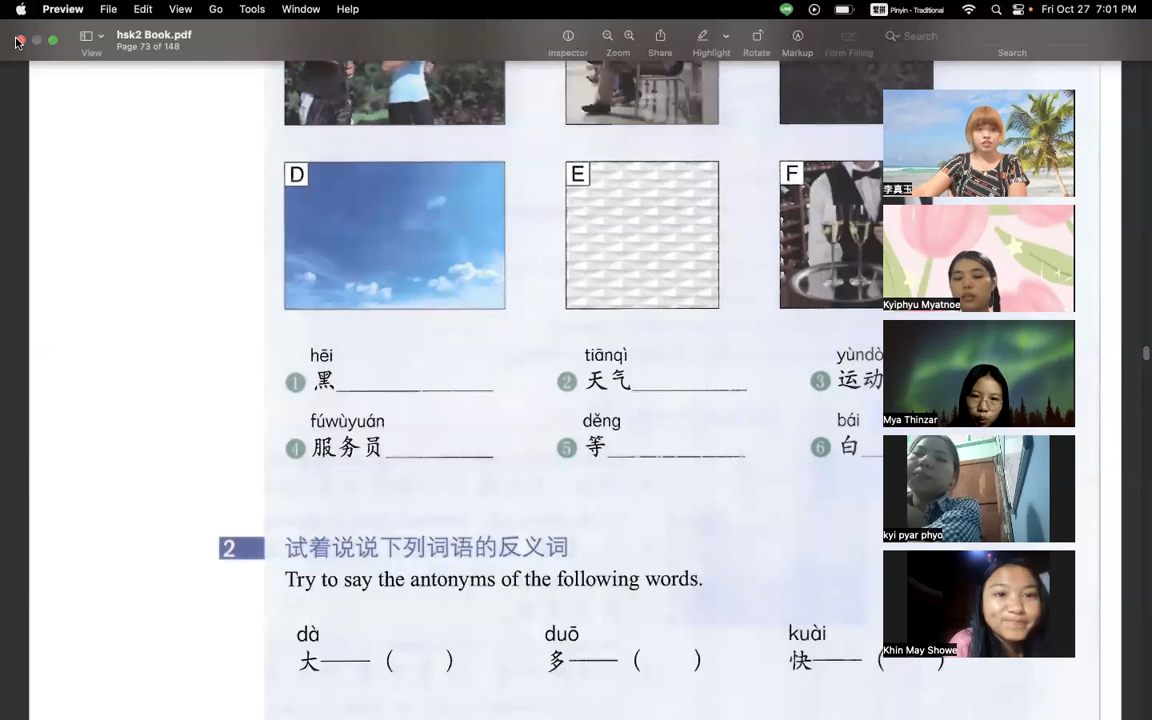 Preview File Edit View Go Tools Window Help
Pinyin - Traditional Fri Oct 27 7:01 PM
hsk2 Book.pdf
Page 73 of 148
View Inspector Zoom Share Highlight Rotate Markup Form Filling Search
Search
D E F
李真玉
Kyiphyu Myatnoe
Mya Thinzar
kyi pyar phyo
Khin May Showe
hēi tiānqì yùndò
1 黑 2 天气 3 运动
fúwùyuán děng bái
4 服务员 5 等 6 白
2 试着说说下列词语的反义词
Try to say the antonyms of the following words.
dà duō kuài
大——（ ） 多——（ ） 快——（ ）